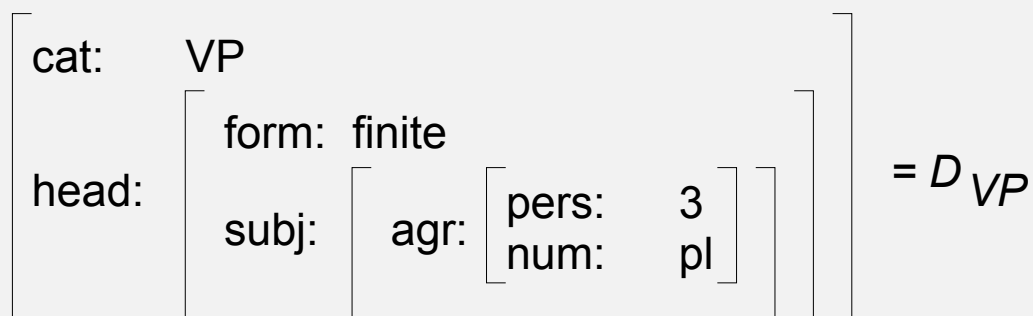 cat: VP
form: finite
head: = D VP
pers: 3
subj: agr:
num: pl